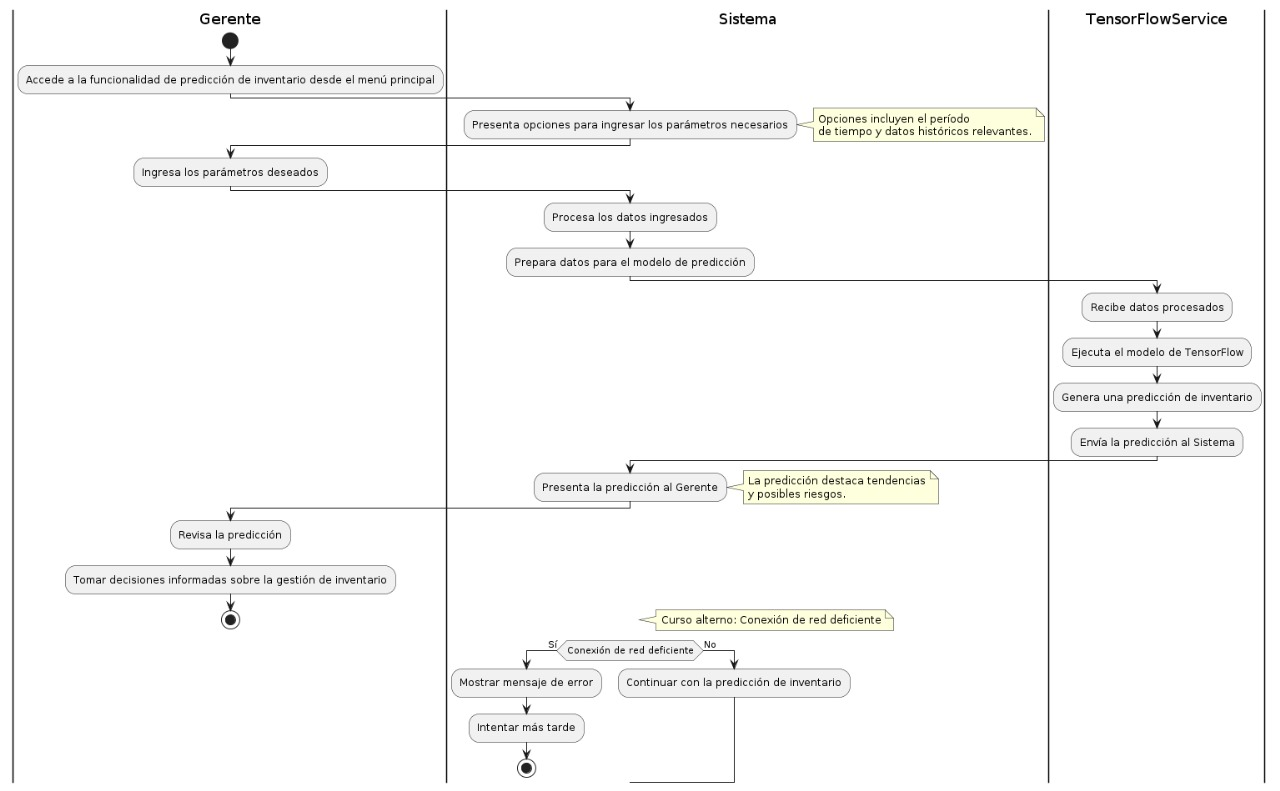 Gerente
Sistema
TensorFlowService
Accede a la funcionalidad de predicción de inventario desde el menú principal
Presenta opciones para ingresar los parámetros necesarios
Opciones incluyen el período
de tiempo y datos históricos relevantes.
Ingresa los parámetros deseados
Procesa los datos ingresados
Prepara datos para el modelo de predicción
Recibe datos procesados
Ejecuta el modelo de TensorFlow
Genera una predicción de inventario
Envía la predicción al Sistema
Presenta la predicción al Gerente
La predicción destaca tendencias
y posibles riesgos.
Revisa la predicción
Tomar decisiones informadas sobre la gestión de inventario
Curso alterno: Conexión de red deficiente
Sí
Conexión de red deficiente
No
Mostrar mensaje de error
Continuar con la predicción de inventario
Intentar más tarde